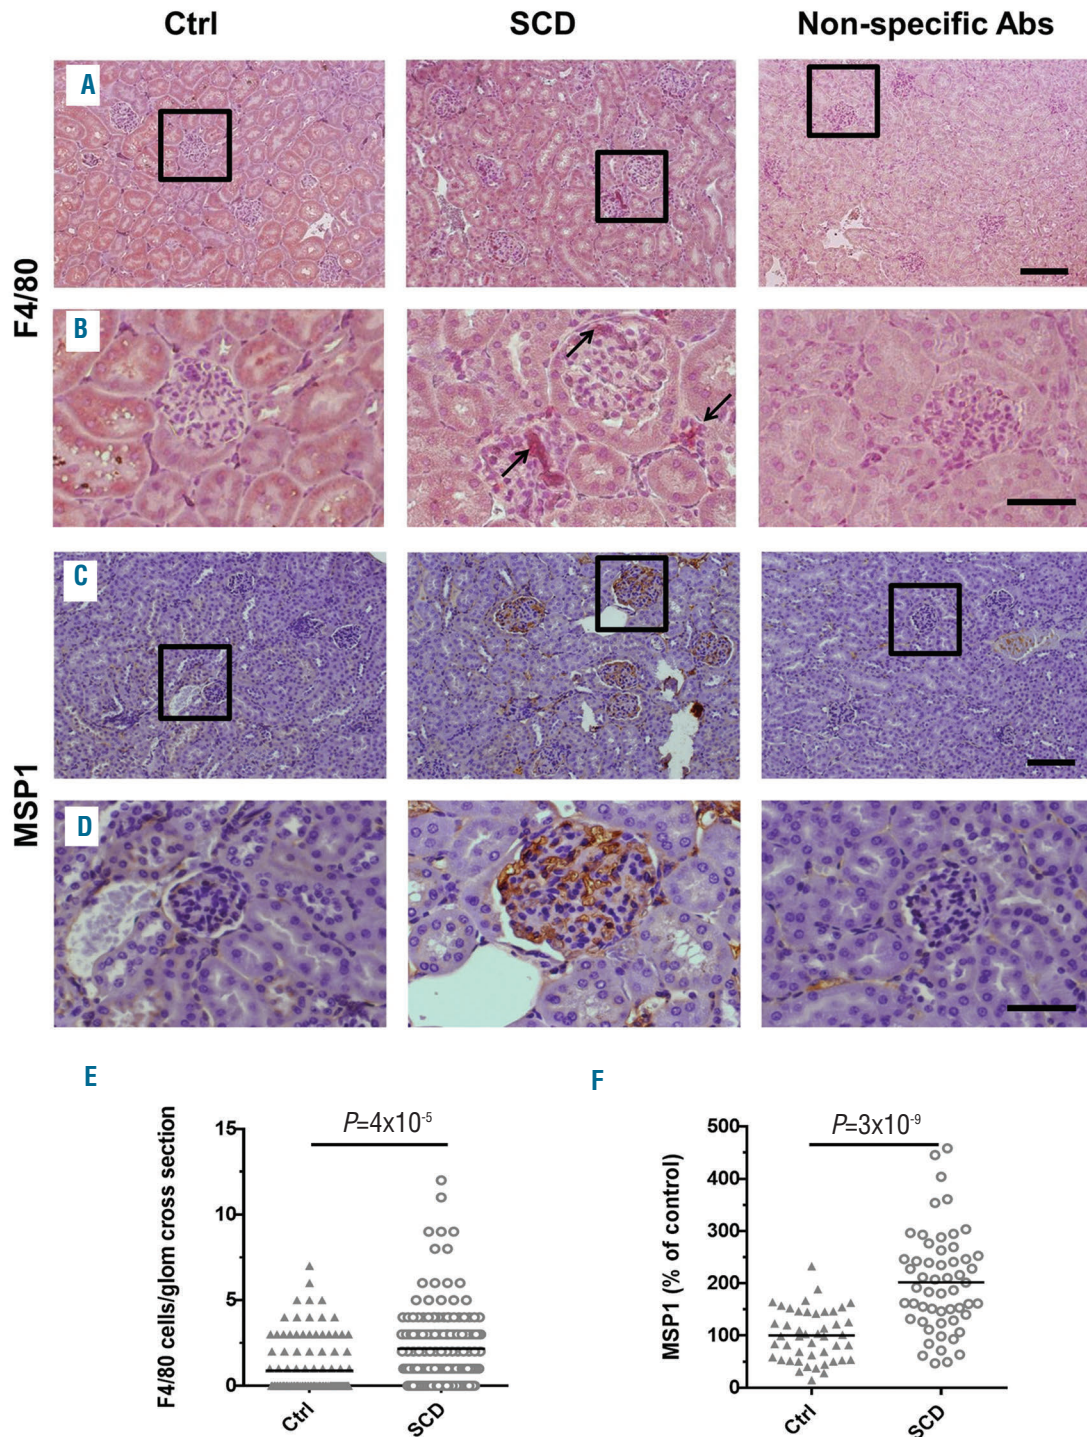 Ctrl SCD Non-specific Abs
F4/80
A
B
MSP1
C
D
E
P=4x10⁻⁵
F4/80 cells/glom cross section
15
10
5
0
Ctrl SCD
F
P=3x10⁻⁹
MSP1 (% of control)
500
400
300
200
100
0
Ctrl SCD